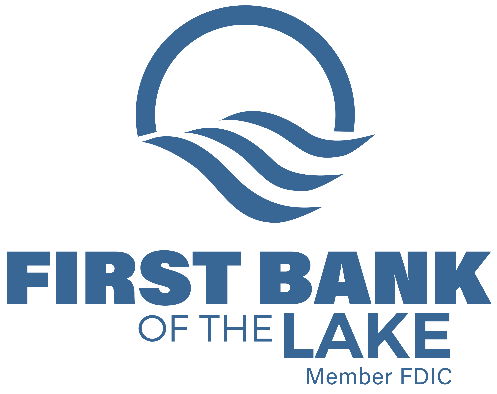 FIRST BANK
OF THE LAKE
Member FDIC